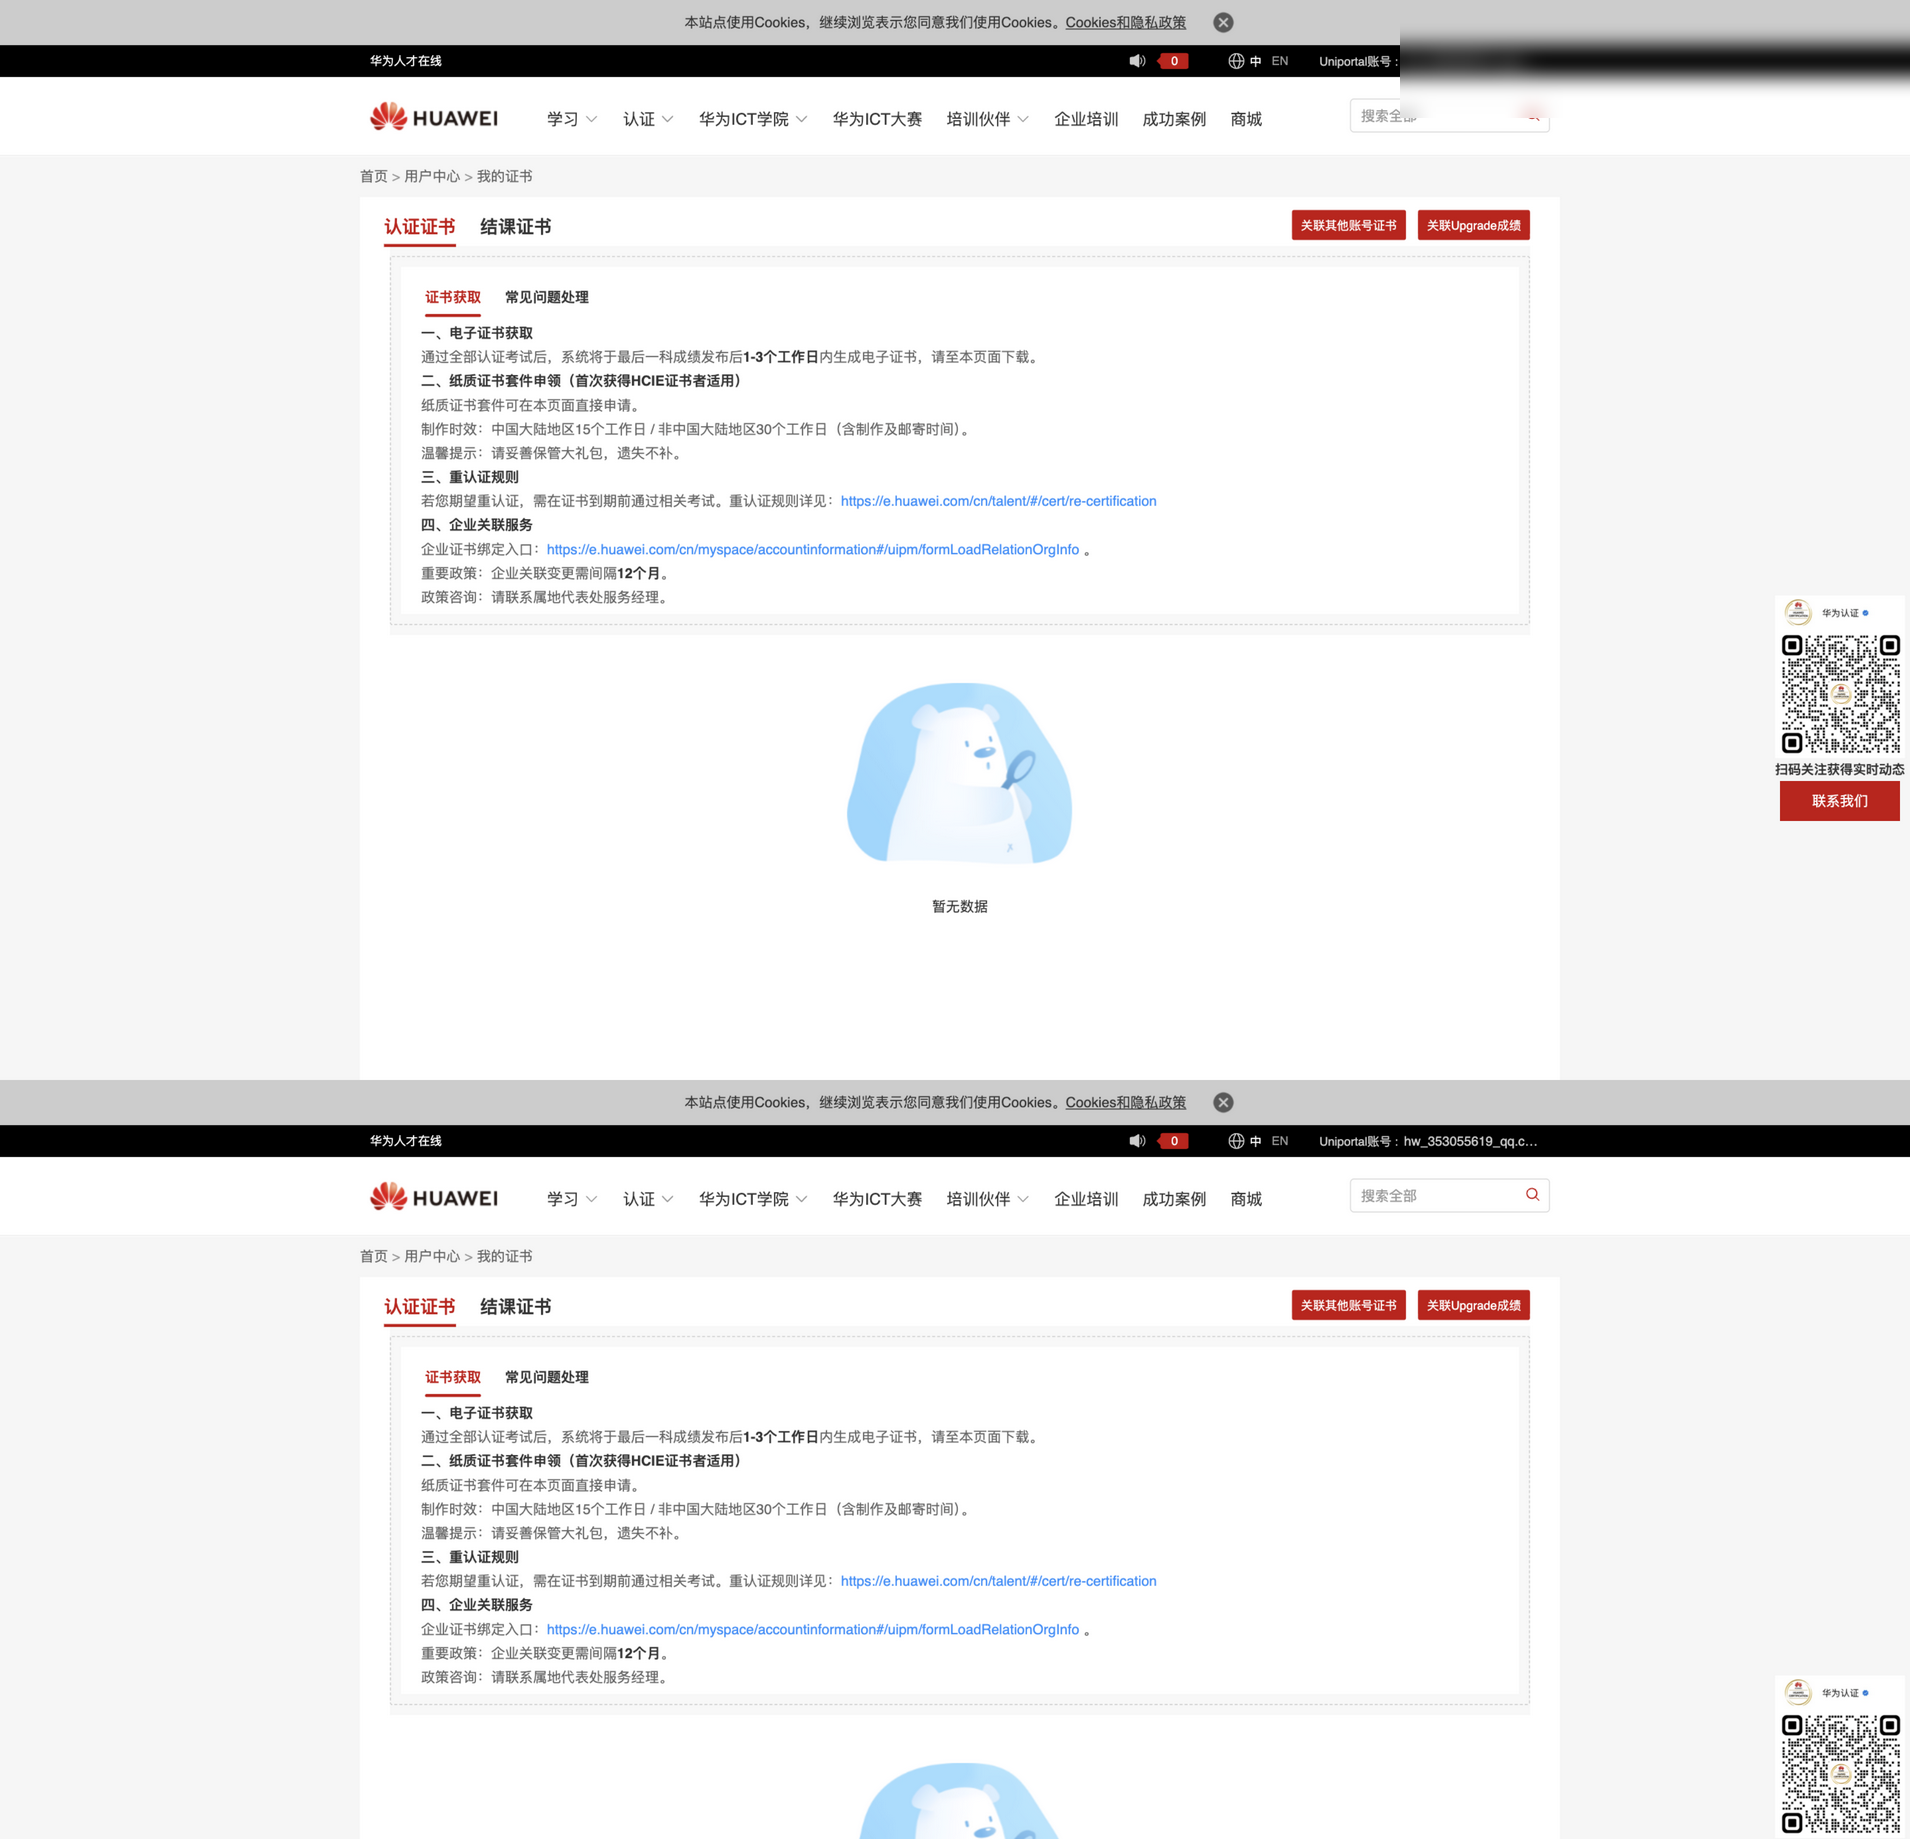 本站点使用Cookies，继续浏览表示您同意我们使用Cookies。Cookies和隐私政策
华为人才在线 0 中 EN Uniportal账号 :
HUAWEI 学习 认证 华为ICT学院 华为ICT大赛 培训伙伴 企业培训 成功案例 商城 搜索全部
首页 > 用户中心 > 我的证书
认证证书 结课证书 关联其他账号证书 关联Upgrade成绩
证书获取 常见问题处理
一、电子证书获取
通过全部认证考试后，系统将于最后一科成绩发布后1-3个工作日内生成电子证书，请至本页面下载。
二、纸质证书套件申领（首次获得HCIE证书者适用）
纸质证书套件可在本页面直接申请。
制作时效：中国大陆地区15个工作日 / 非中国大陆地区30个工作日（含制作及邮寄时间）。
温馨提示：请妥善保管大礼包，遗失不补。
三、重认证规则
若您期望重认证，需在证书到期前通过相关考试。重认证规则详见：https://e.huawei.com/cn/talent/#/cert/re-certification
四、企业关联服务
企业证书绑定入口：https://e.huawei.com/cn/myspace/accountinformation#/uipm/formLoadRelationOrgInfo 。
重要政策：企业关联变更需间隔12个月。
政策咨询：请联系属地代表处服务经理。
华为认证
扫码关注获得实时动态
联系我们
暂无数据
本站点使用Cookies，继续浏览表示您同意我们使用Cookies。Cookies和隐私政策
华为人才在线 0 中 EN Uniportal账号 : hw_353055619_qq.c...
HUAWEI 学习 认证 华为ICT学院 华为ICT大赛 培训伙伴 企业培训 成功案例 商城 搜索全部
首页 > 用户中心 > 我的证书
认证证书 结课证书 关联其他账号证书 关联Upgrade成绩
证书获取 常见问题处理
一、电子证书获取
通过全部认证考试后，系统将于最后一科成绩发布后1-3个工作日内生成电子证书，请至本页面下载。
二、纸质证书套件申领（首次获得HCIE证书者适用）
纸质证书套件可在本页面直接申请。
制作时效：中国大陆地区15个工作日 / 非中国大陆地区30个工作日（含制作及邮寄时间）。
温馨提示：请妥善保管大礼包，遗失不补。
三、重认证规则
若您期望重认证，需在证书到期前通过相关考试。重认证规则详见：https://e.huawei.com/cn/talent/#/cert/re-certification
四、企业关联服务
企业证书绑定入口：https://e.huawei.com/cn/myspace/accountinformation#/uipm/formLoadRelationOrgInfo 。
重要政策：企业关联变更需间隔12个月。
政策咨询：请联系属地代表处服务经理。
华为认证